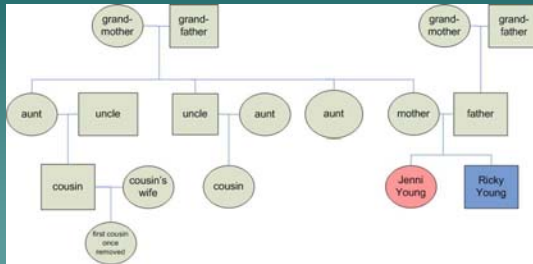 grand-
mother
grand-
father
grand-
mother
grand-
father
aunt
uncle
uncle
aunt
aunt
mother
father
cousin
cousin's
wife
cousin
Jenni
Young
Ricky
Young
first cousin
once
removed